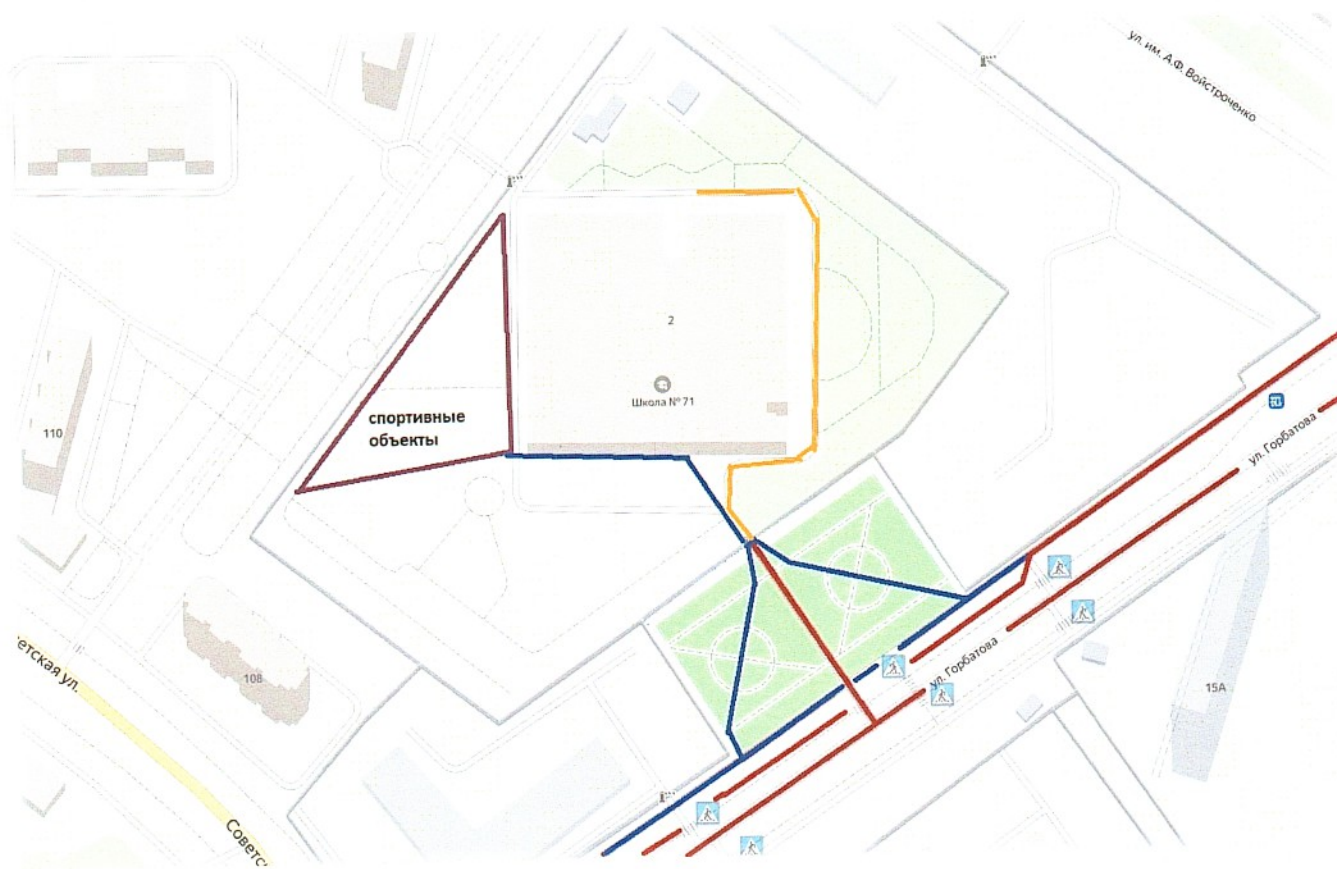 ул. им. А.Ф. Войстроченко
2
Школа № 71
спортивные
объекты
110
ул. Горбатова
ул. Горбатова
108
15А
етская ул.
Советс